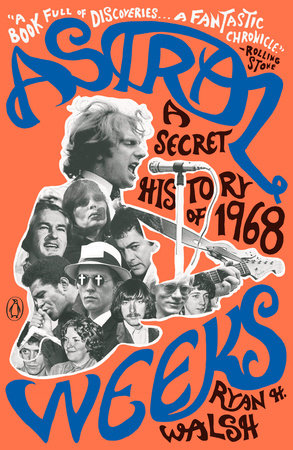 "A
BOOK FULL OF DISCOVERIES...A FANTASTIC
CHRONICLE."
-ROLLING
STONE
ASTRAL
A
SECRET
HISTORY
OF 1968
WEEKS
RYAN H.
WALSH